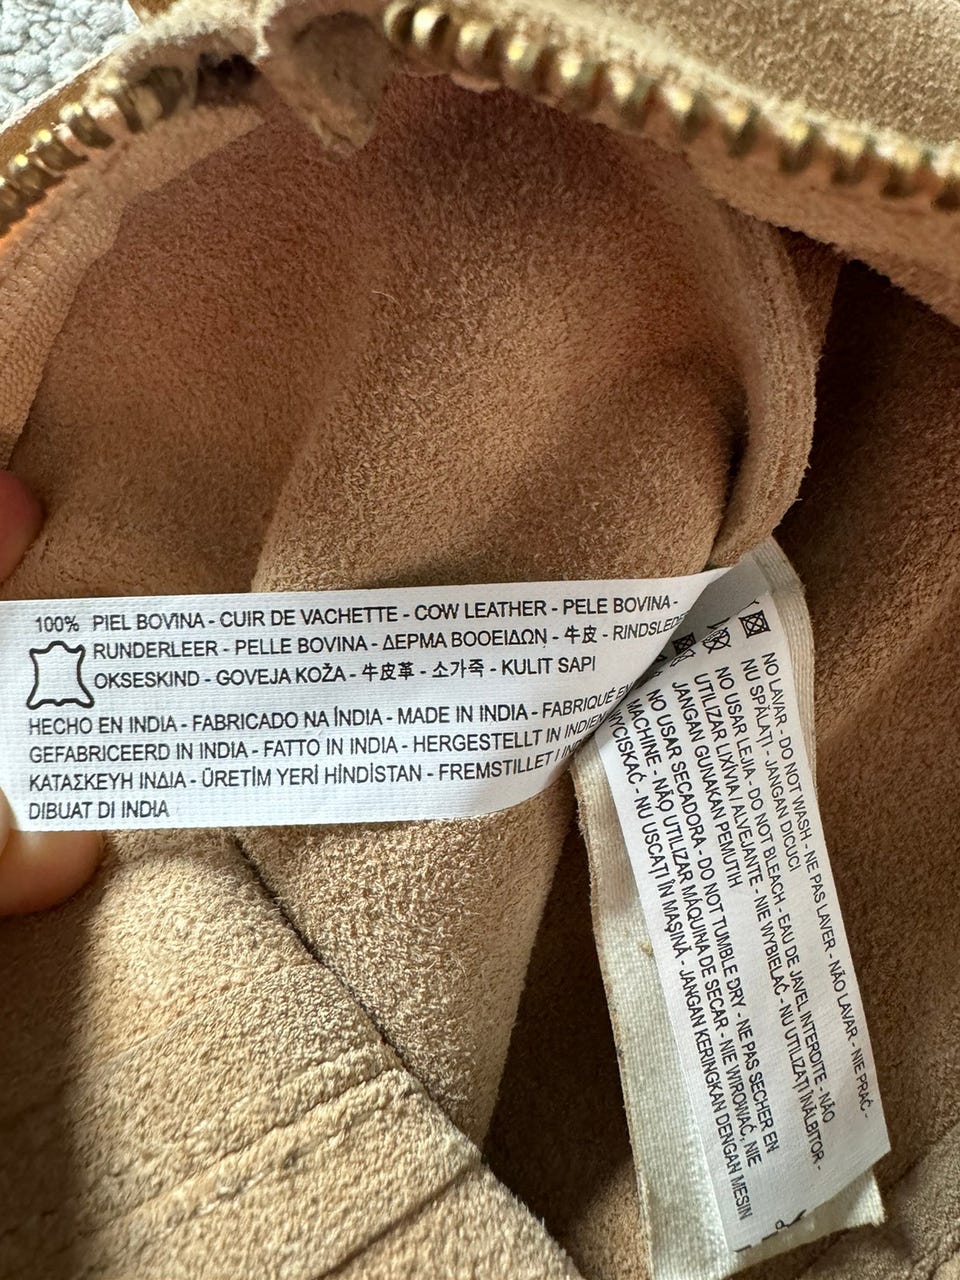 100% PIEL BOVINA - CUIR DE VACHETTE - COW LEATHER - PELE BOVINA -
RUNDERLEER - PELLE BOVINA - ΔΕΡΜΑ ΒΟΟΕΙΔΩΝ - 牛皮 - RINDSLEDE
OKSESKIND - GOVEJA KOŽA - 牛皮革 - 소가죽 - KULIT SAPI
HECHO EN INDIA - FABRICADO NA ÍNDIA - MADE IN INDIA - FABRIQUÉ EN
GEFABRICEERD IN INDIA - FATTO IN INDIA - HERGESTELLT IN INDIEN
ΚΑΤΑΣΚΕΥΗ ΙΝΔΙΑ - ÜRETİM YERİ HİNDİSTAN - FREMSTILLET I
DIBUAT DI INDIA
NO LAVAR - DO NOT WASH - NE PAS LAVER - NÃO LAVAR - NIE PRAĆ -
NU SPĂLAȚI - JANGAN DICUCI
NO USAR LEJIA - DO NOT BLEACH - EAU DE JAVEL INTERDITE - NÃO
UTILIZAR LIXÍVIA / ALVEJANTE - NIE WYBIELAĆ - NU UTILIZAȚI ÎNĂLBITOR -
JANGAN GUNAKAN PEMUTIH
NO USAR SECADORA - DO NOT TUMBLE DRY - NE PAS SECHER EN
MACHINE - NÃO UTILIZAR MÁQUINA DE SECAR - NIE WIROWAĆ, NIE
WYCISKAĆ - NU USCAȚI ÎN MAȘINĂ - JANGAN KERINGKAN DENGAN MESIN